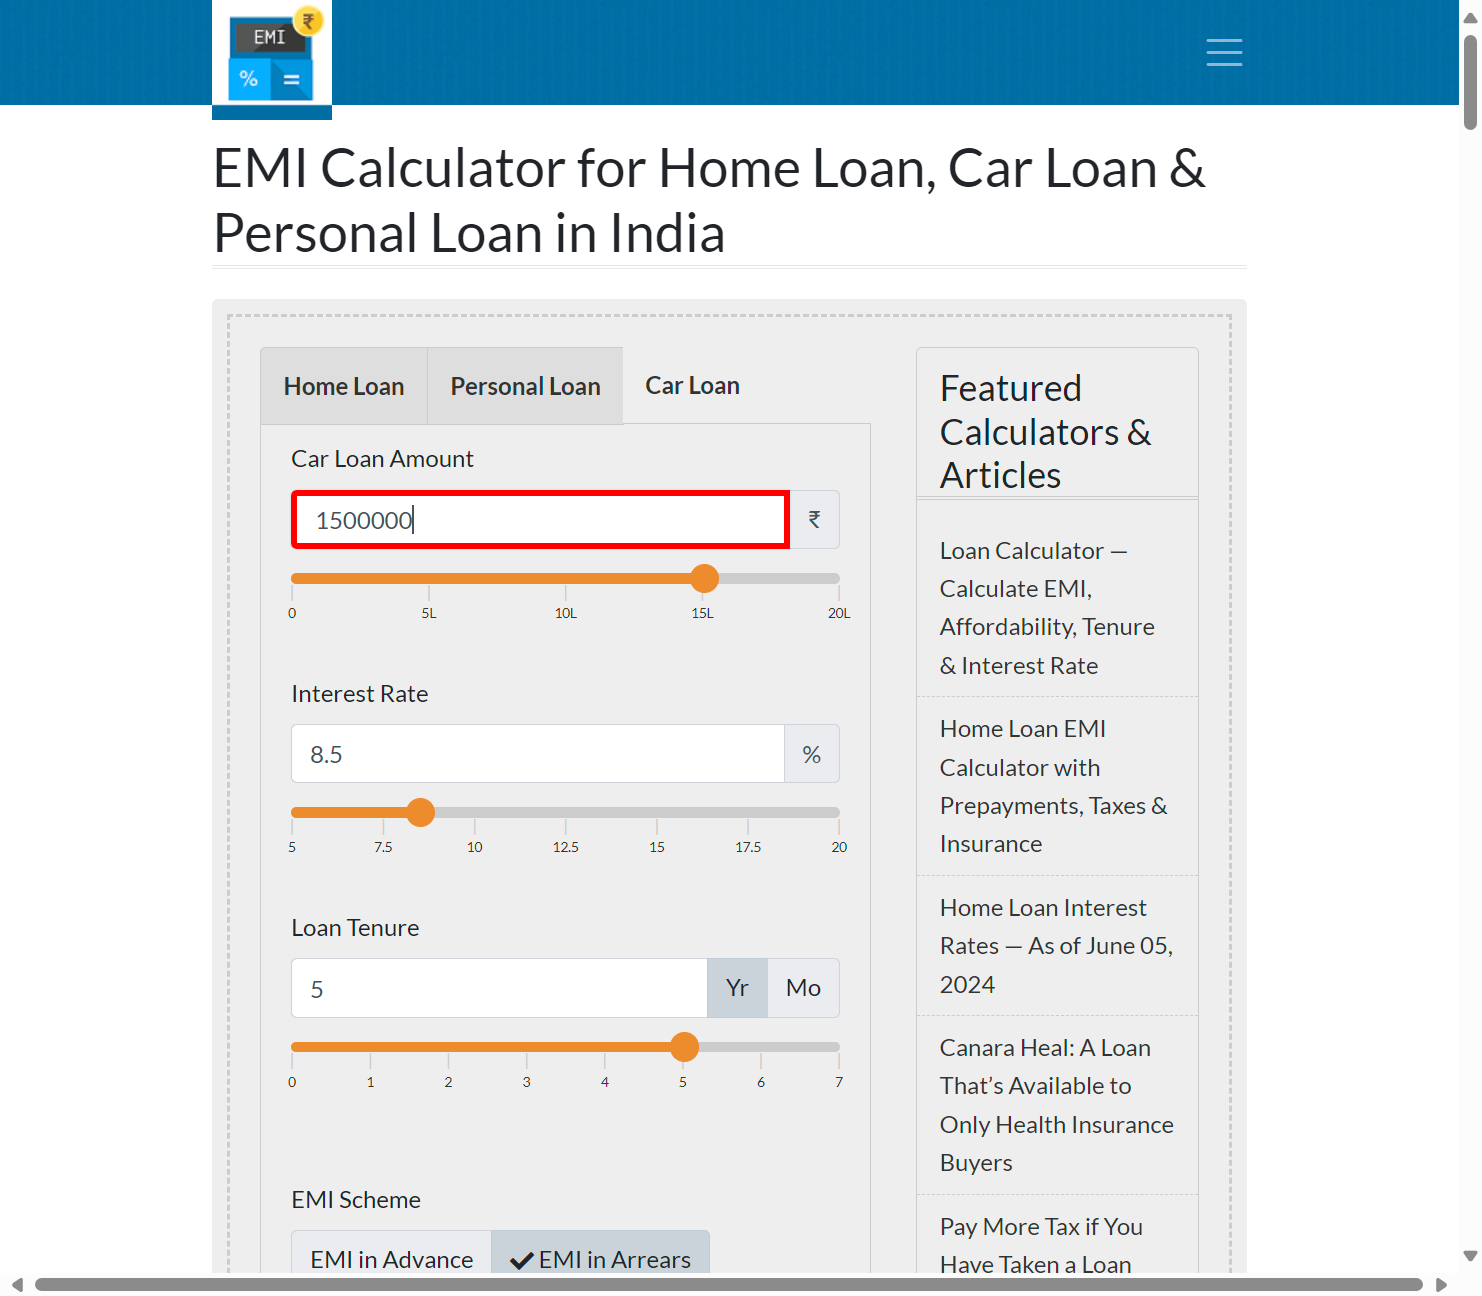 EMI
₹
%
=
EMI Calculator for Home Loan, Car Loan &
Personal Loan in India
Home Loan
Personal Loan
Car Loan
Car Loan Amount
1500000
₹
0
5L
10L
15L
20L
Interest Rate
8.5
%
5
7.5
10
12.5
15
17.5
20
Loan Tenure
5
Yr
Mo
0
1
2
3
4
5
6
7
EMI Scheme
EMI in Advance
EMI in Arrears
Featured
Calculators &
Articles
Loan Calculator —
Calculate EMI,
Affordability, Tenure
& Interest Rate
Home Loan EMI
Calculator with
Prepayments, Taxes &
Insurance
Home Loan Interest
Rates — As of June 05,
2024
Canara Heal: A Loan
That’s Available to
Only Health Insurance
Buyers
Pay More Tax if You
Have Taken a Loan